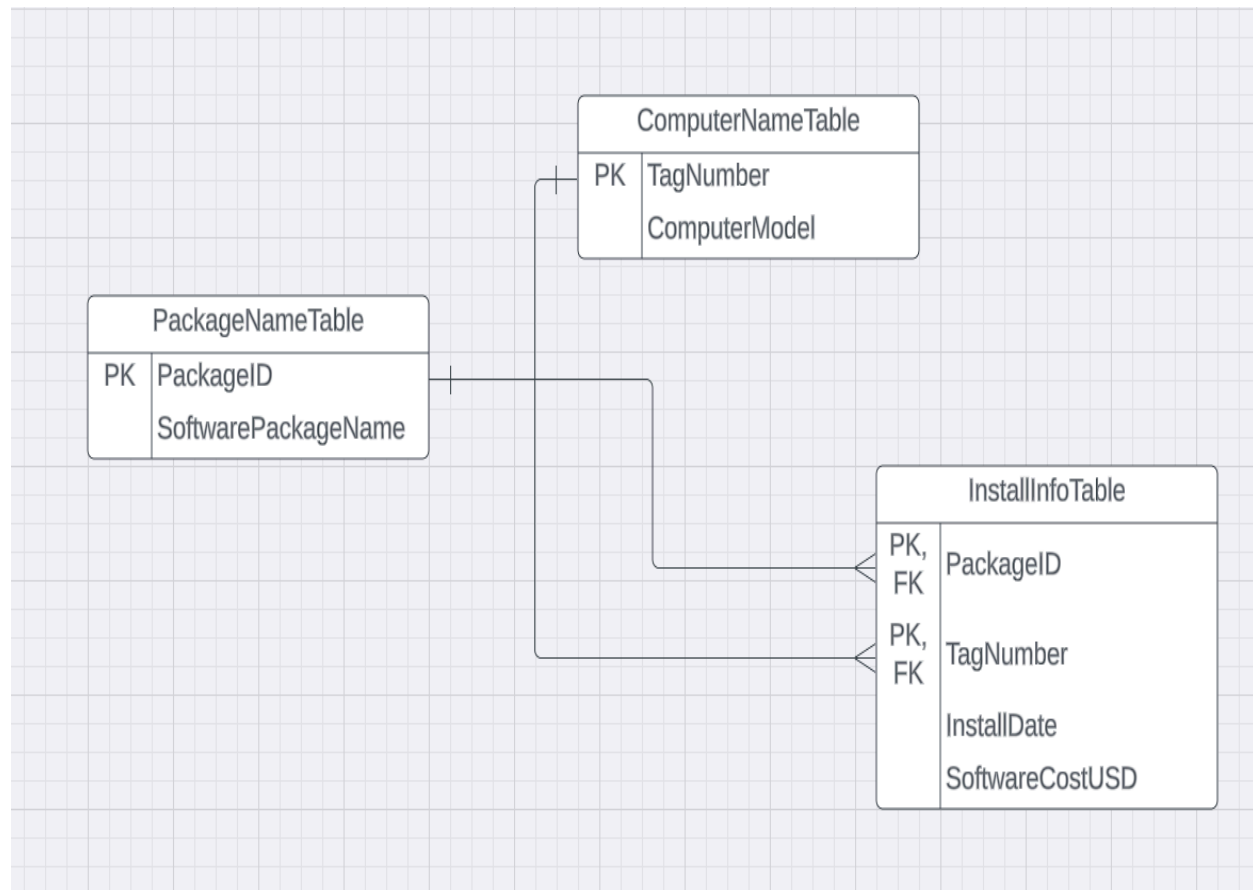 ComputerNameTable
PK TagNumber
ComputerModel
PackageNameTable
PK PackageID
SoftwarePackageName
InstallInfoTable
PK,
FK PackageID
PK,
FK TagNumber
InstallDate
SoftwareCostUSD